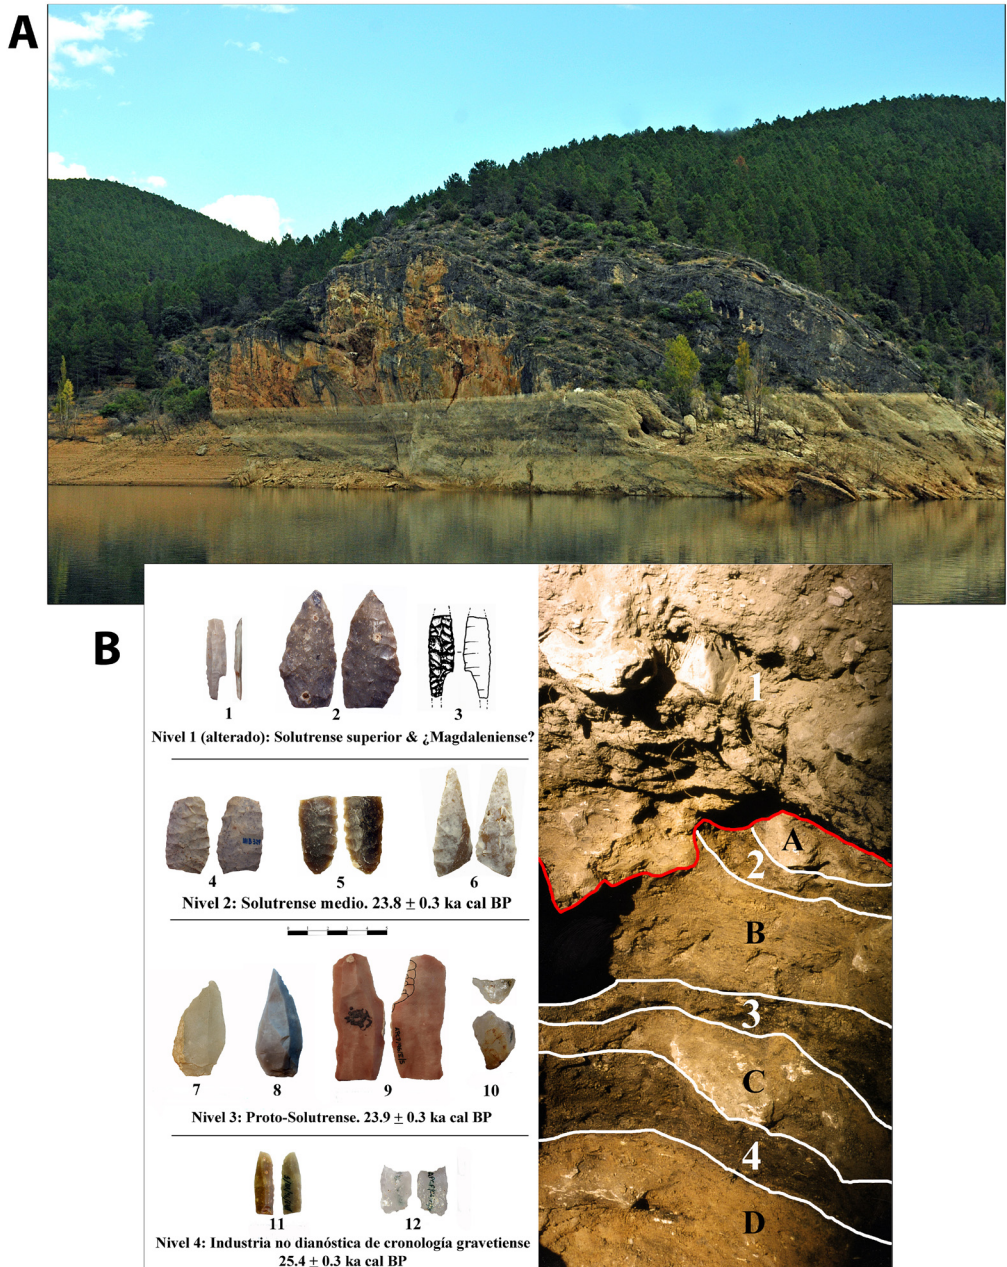 A
B
1 2 3
Nivel 1 (alterado): Solutrense superior & ¿Magdaleniense?
4 5 6
Nivel 2: Solutrense medio. 23.8 ± 0.3 ka cal BP
7 8 9 10
Nivel 3: Proto-Solutrense. 23.9 ± 0.3 ka cal BP
11 12
Nivel 4: Industria no dianóstica de cronología gravetiense
25.4 ± 0.3 ka cal BP
1
A
2
B
3
C
4
D